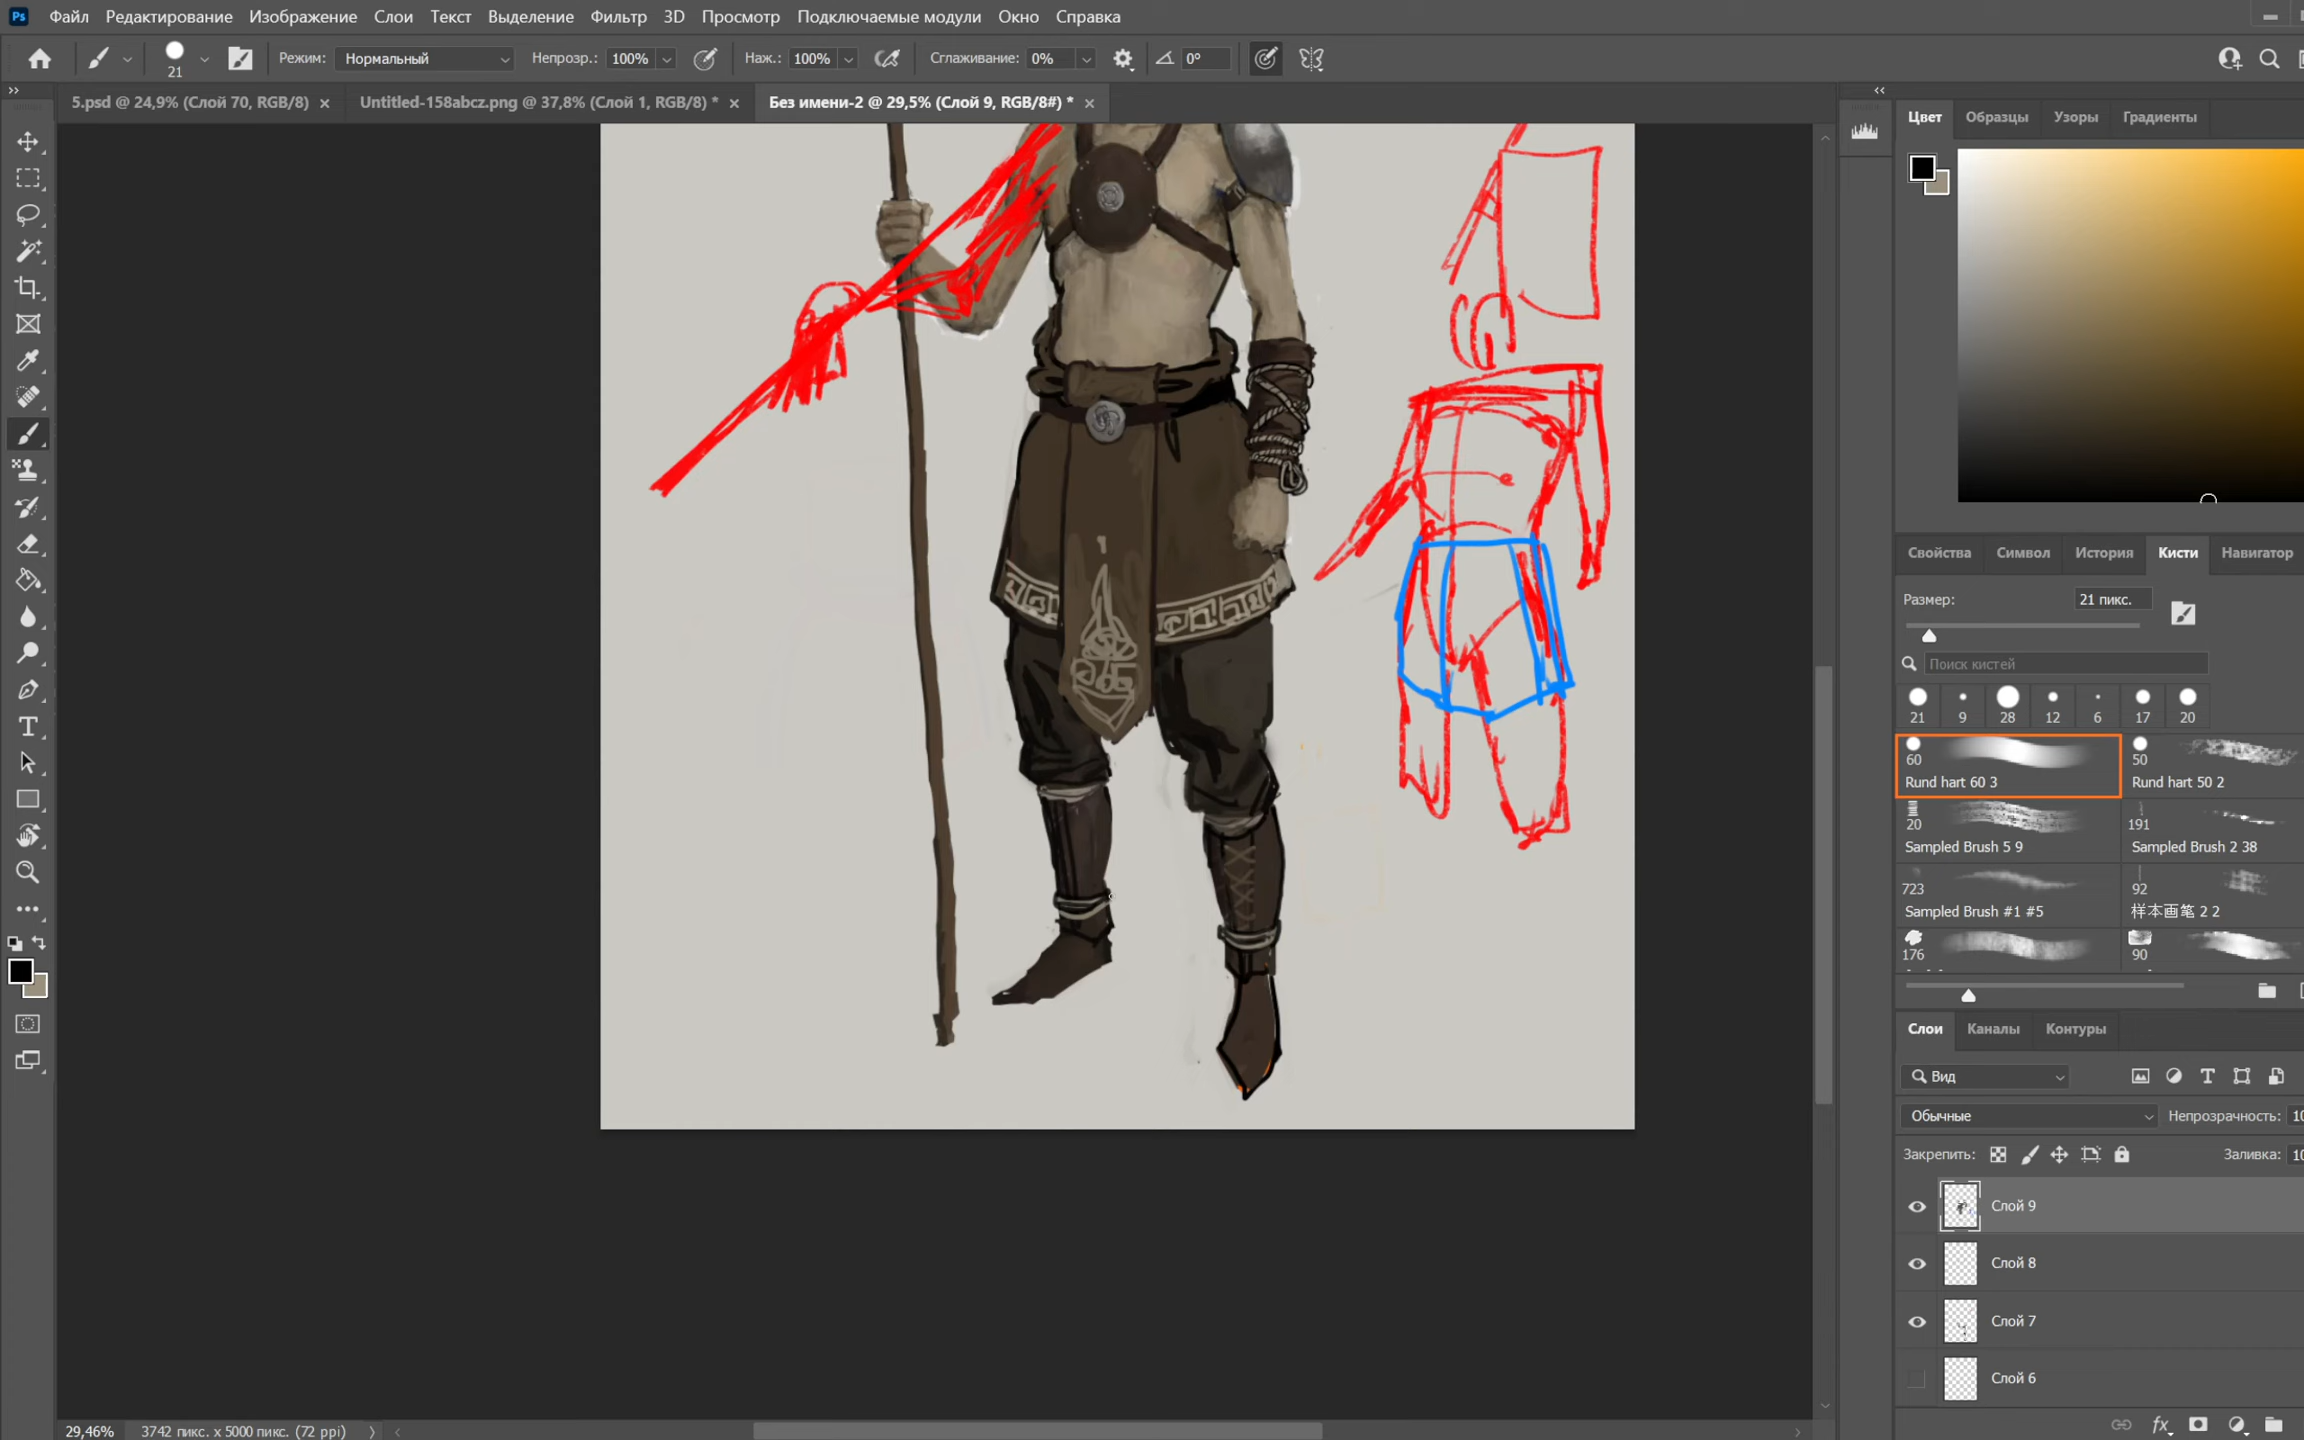 Ps Файл Редактирование Изображение Слои Текст Выделение Фильтр 3D Просмотр Подключаемые модули Окно Справка
21 Режим: Нормальный Непрозр.: 100% Наж.: 100% Сглаживание: 0% 0°
5.psd @ 24,9% (Слой 70, RGB/8) Untitled-158abcz.png @ 37,8% (Слой 1, RGB/8) * Без имени-2 @ 29,5% (Слой 9, RGB/8#) *
Цвет Образцы Узоры Градиенты
Свойства Символ История Кисти Навигатор
Размер: 21 пикс.
Поиск кистей
21 9 28 12 6 17 20
60 50
Rund hart 60 3 Rund hart 50 2
20 191
Sampled Brush 5 9 Sampled Brush 2 38
723 92
Sampled Brush #1 #5 样本画笔 2 2
176 90
Слои Каналы Контуры
Вид
Обычные Непрозрачность: 10
Закрепить: Заливка: 10
Слой 9
Слой 8
Слой 7
Слой 6
29,46% 3742 пикс. x 5000 пикс. (72 ppi)